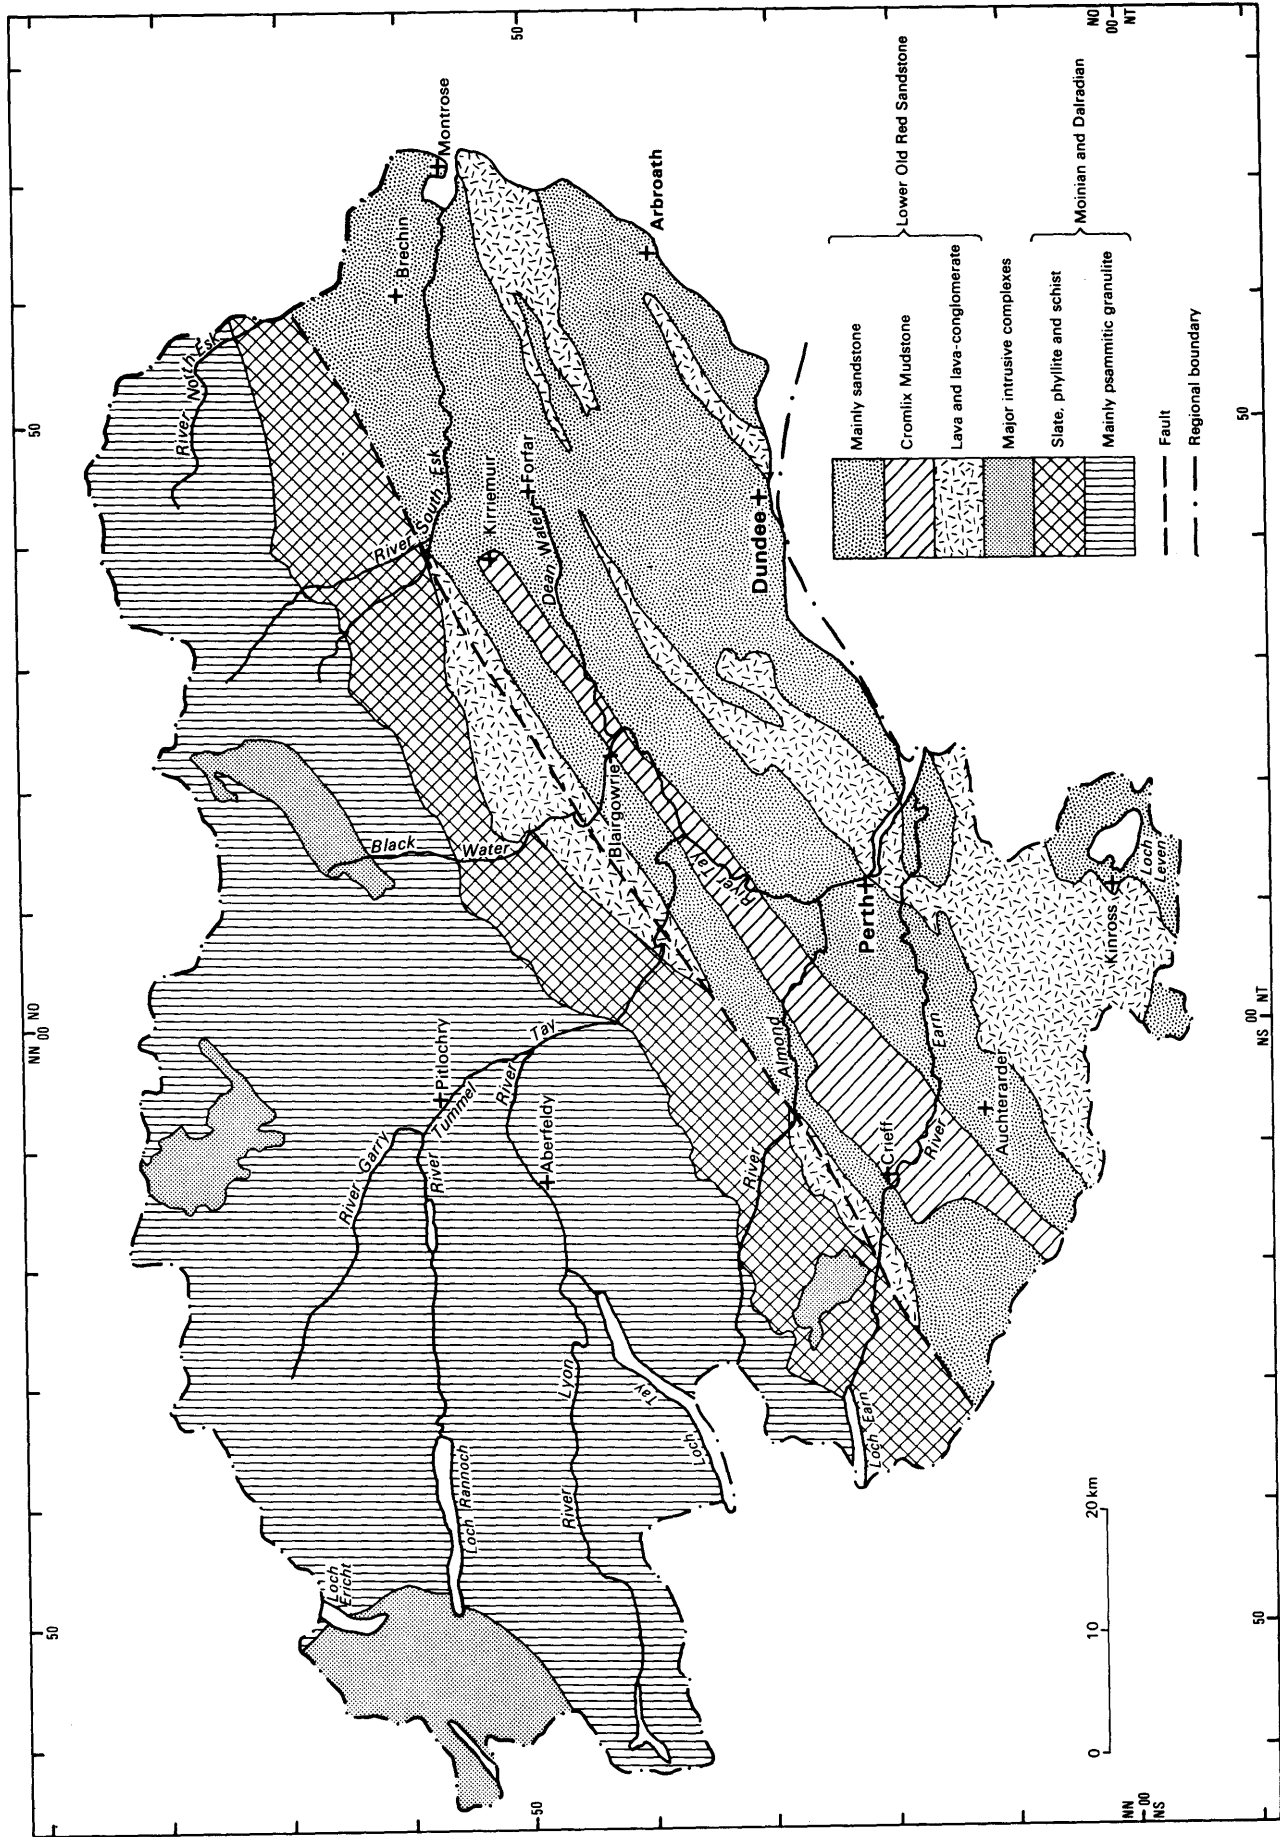 NN 00 NO
50
50
50
50
NO
00
NT
Montrose
Brechin
River North Esk
Arbroath
River South Esk
Kirriemuir
Forfar
Dean Water
Dundee
Black Water
Blairgowrie
River Tay
Perth
Earn
Kinross
Loch
Leven
Almond
River
Auchterarder
River
Crieff
Pitlochry
River Tay
River Garry
River Tummel
Aberfeldy
River Lyon
Loch Tay
Loch Earn
Loch Rannoch
Loch
Ericht
Mainly sandstone
Cromlix Mudstone
Lava and lava-conglomerate
Lower Old Red Sandstone
Major intrusive complexes
Slate, phyllite and schist
Mainly psammitic granulite
Moinian and Dalradian
Fault
Regional boundary
0 10 20 km
NN
00
NS
50
NS 00 NT
50